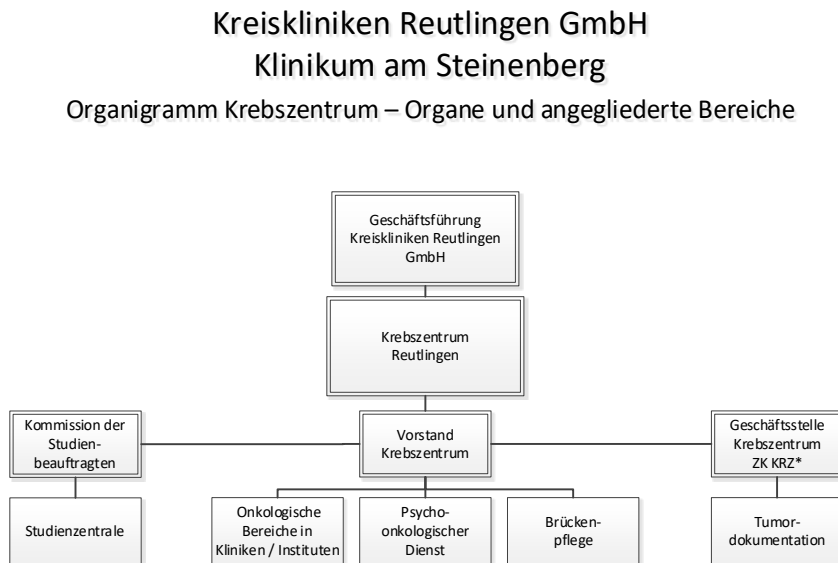 Kreiskliniken Reutlingen GmbH
Klinikum am Steinenberg
Organigramm Krebszentrum – Organe und angegliederte Bereiche
Geschäftsführung
Kreiskliniken Reutlingen
GmbH
Krebszentrum
Reutlingen
Kommission der
Studien-
beauftragten
Vorstand
Krebszentrum
Geschäftsstelle
Krebszentrum
ZK KRZ*
Studienzentrale
Onkologische
Bereiche in
Kliniken / Instituten
Psycho-
onkologischer
Dienst
Brücken-
pflege
Tumor-
dokumentation